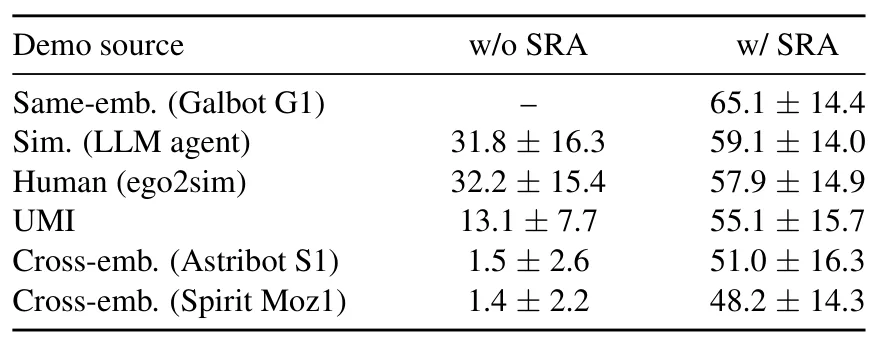 Demo source w/o SRA w/ SRA
Same-emb. (Galbot G1) – 65.1 ± 14.4
Sim. (LLM agent) 31.8 ± 16.3 59.1 ± 14.0
Human (ego2sim) 32.2 ± 15.4 57.9 ± 14.9
UMI 13.1 ± 7.7 55.1 ± 15.7
Cross-emb. (Astribot S1) 1.5 ± 2.6 51.0 ± 16.3
Cross-emb. (Spirit Moz1) 1.4 ± 2.2 48.2 ± 14.3